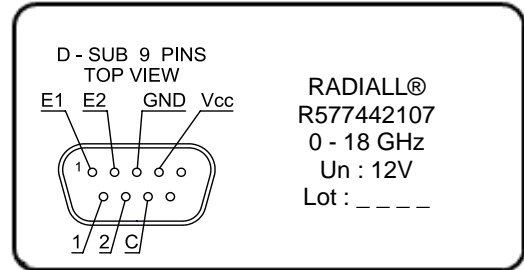 D - SUB 9 PINS
TOP VIEW
E1 E2 GND Vcc
1
1 2 C
RADIALL®
R577442107
0 - 18 GHz
Un : 12V
Lot : _ _ _ _